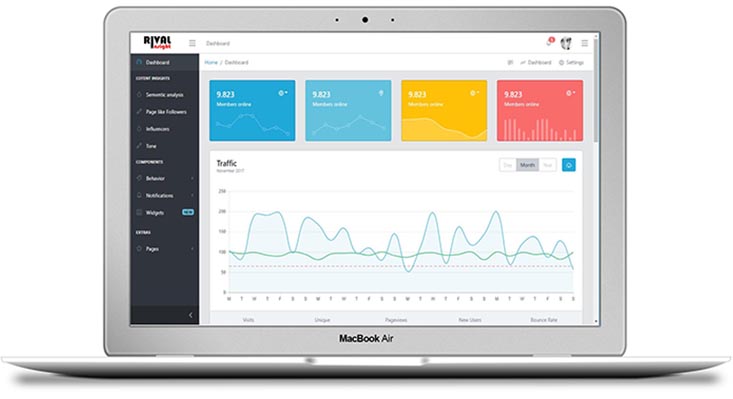 RIVAL
insight
Dashboard
5
Dashboard
Home / Dashboard
Dashboard
Settings
COTENT INSIGHTS
Semantic analysis
Page like Followers
Influencers
Tone
COMPONENTS
Behavior
Notifications
Widgets NEW
EXTRAS
Pages
9.823
Members online
9.823
Members online
9.823
Members online
9.823
Members online
Traffic
November 2017
Day Month Year
250
200
150
100
50
0
M T W T F S S M T W T F S S M T W T F S S M T W T F S S
Visits Unique Pageviews New Users Bounce Rate
MacBook Air